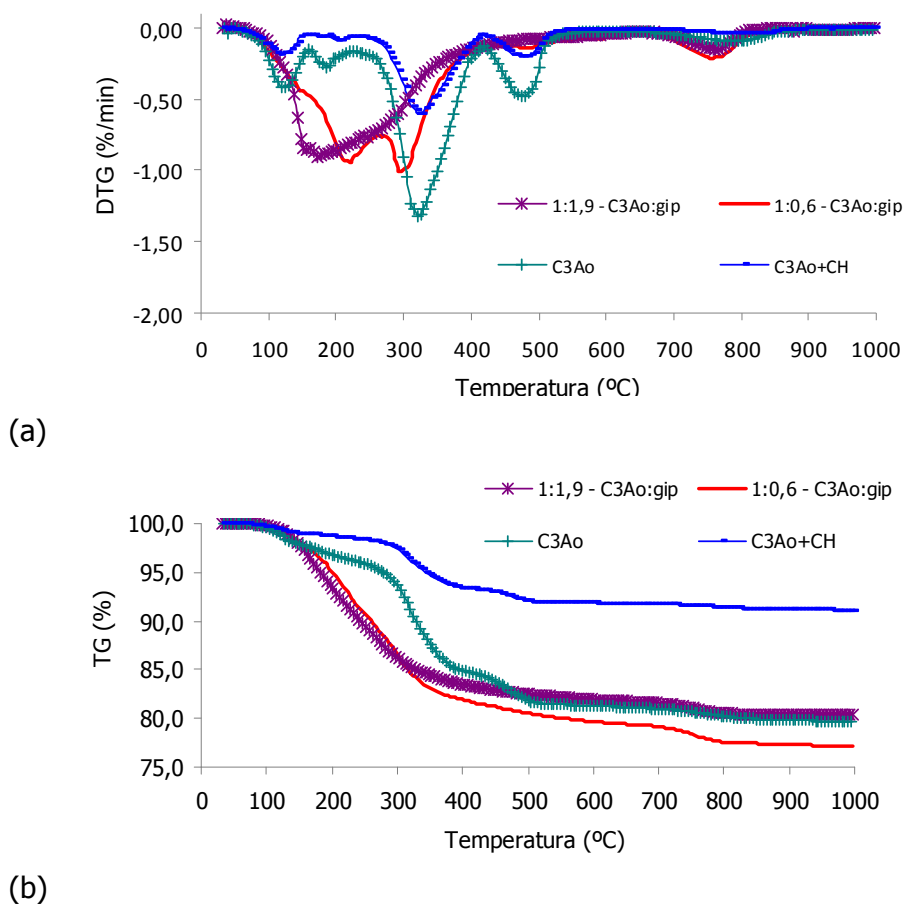 0,00
-0,50
-1,00
-1,50
-2,00
DTG (%/min)
1:1,9 - C3Ao:gip
1:0,6 - C3Ao:gip
C3Ao
C3Ao+CH
0 100 200 300 400 500 600 700 800 900 1000
Temperatura (ºC)
(a)
1:1,9 - C3Ao:gip
1:0,6 - C3Ao:gip
C3Ao
C3Ao+CH
100,0
95,0
90,0
85,0
80,0
75,0
TG (%)
0 100 200 300 400 500 600 700 800 900 1000
Temperatura (ºC)
(b)